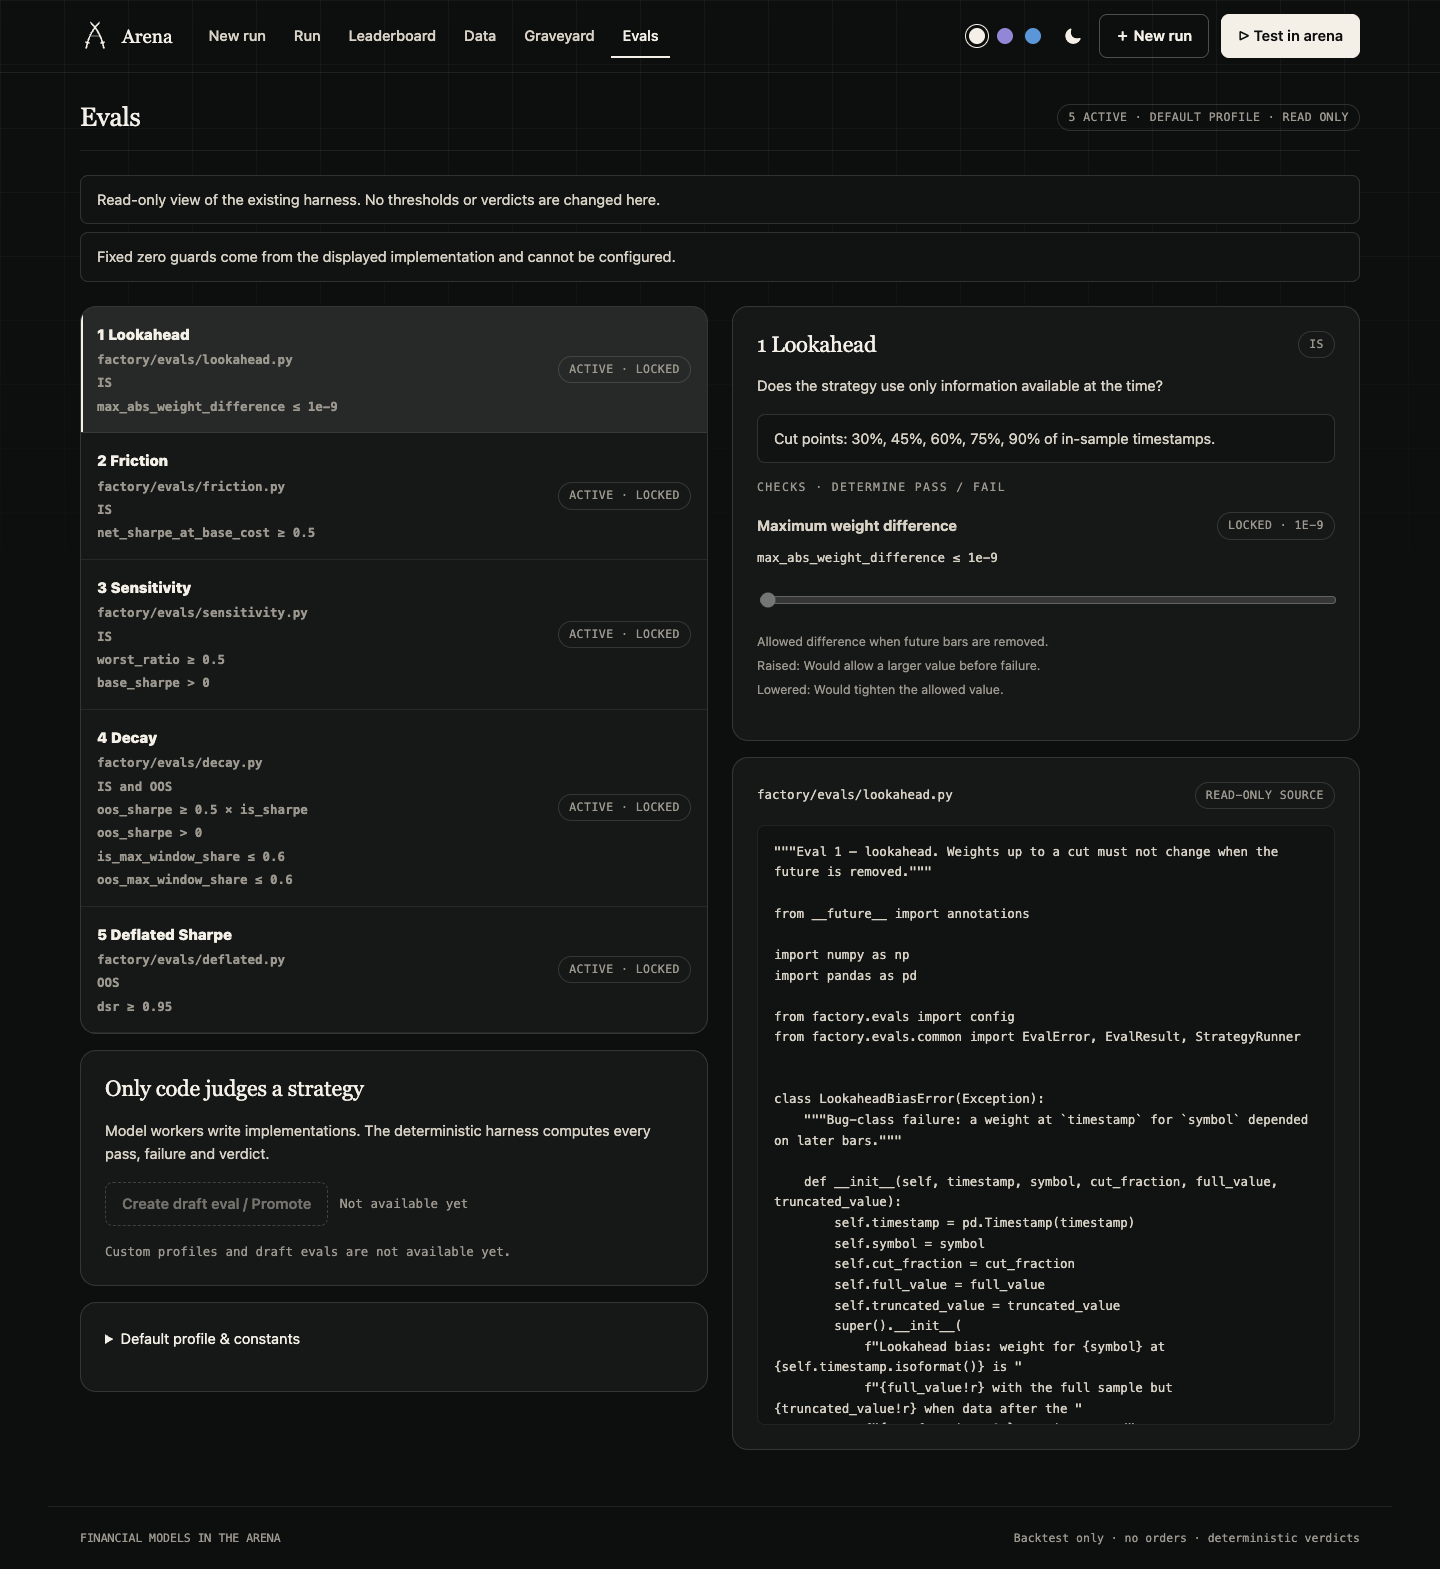 Arena
New run
Run
Leaderboard
Data
Graveyard
Evals
+ New run
Test in arena
Evals
5 ACTIVE · DEFAULT PROFILE · READ ONLY
Read-only view of the existing harness. No thresholds or verdicts are changed here.
Fixed zero guards come from the displayed implementation and cannot be configured.
1 Lookahead
factory/evals/lookahead.py
IS
max_abs_weight_difference ≤ 1e-9
ACTIVE · LOCKED
2 Friction
factory/evals/friction.py
IS
net_sharpe_at_base_cost ≥ 0.5
ACTIVE · LOCKED
3 Sensitivity
factory/evals/sensitivity.py
IS
worst_ratio ≥ 0.5
base_sharpe > 0
ACTIVE · LOCKED
4 Decay
factory/evals/decay.py
IS and OOS
oos_sharpe ≥ 0.5 × is_sharpe
oos_sharpe > 0
is_max_window_share ≤ 0.6
oos_max_window_share ≤ 0.6
ACTIVE · LOCKED
5 Deflated Sharpe
factory/evals/deflated.py
OOS
dsr ≥ 0.95
ACTIVE · LOCKED
Only code judges a strategy
Model workers write implementations. The deterministic harness computes every
pass, failure and verdict.
Create draft eval / Promote
Not available yet
Custom profiles and draft evals are not available yet.
Default profile & constants
1 Lookahead
IS
Does the strategy use only information available at the time?
Cut points: 30%, 45%, 60%, 75%, 90% of in-sample timestamps.
CHECKS · DETERMINE PASS / FAIL
Maximum weight difference
LOCKED · 1E-9
max_abs_weight_difference ≤ 1e-9
Allowed difference when future bars are removed.
Raised: Would allow a larger value before failure.
Lowered: Would tighten the allowed value.
factory/evals/lookahead.py
READ-ONLY SOURCE
"""Eval 1 — lookahead. Weights up to a cut must not change when the
future is removed."""
from __future__ import annotations
import numpy as np
import pandas as pd
from factory.evals import config
from factory.evals.common import EvalError, EvalResult, StrategyRunner
class LookaheadBiasError(Exception):
"""Bug-class failure: a weight at `timestamp` for `symbol` depended
on later bars."""
def __init__(self, timestamp, symbol, cut_fraction, full_value,
truncated_value):
self.timestamp = pd.Timestamp(timestamp)
self.symbol = symbol
self.cut_fraction = cut_fraction
self.full_value = full_value
self.truncated_value = truncated_value
super().__init__(
f"Lookahead bias: weight for {symbol} at
{self.timestamp.isoformat()} is "
f"{full_value!r} with the full sample but
{truncated_value!r} when data after the "
FINANCIAL MODELS IN THE ARENA
Backtest only · no orders · deterministic verdicts